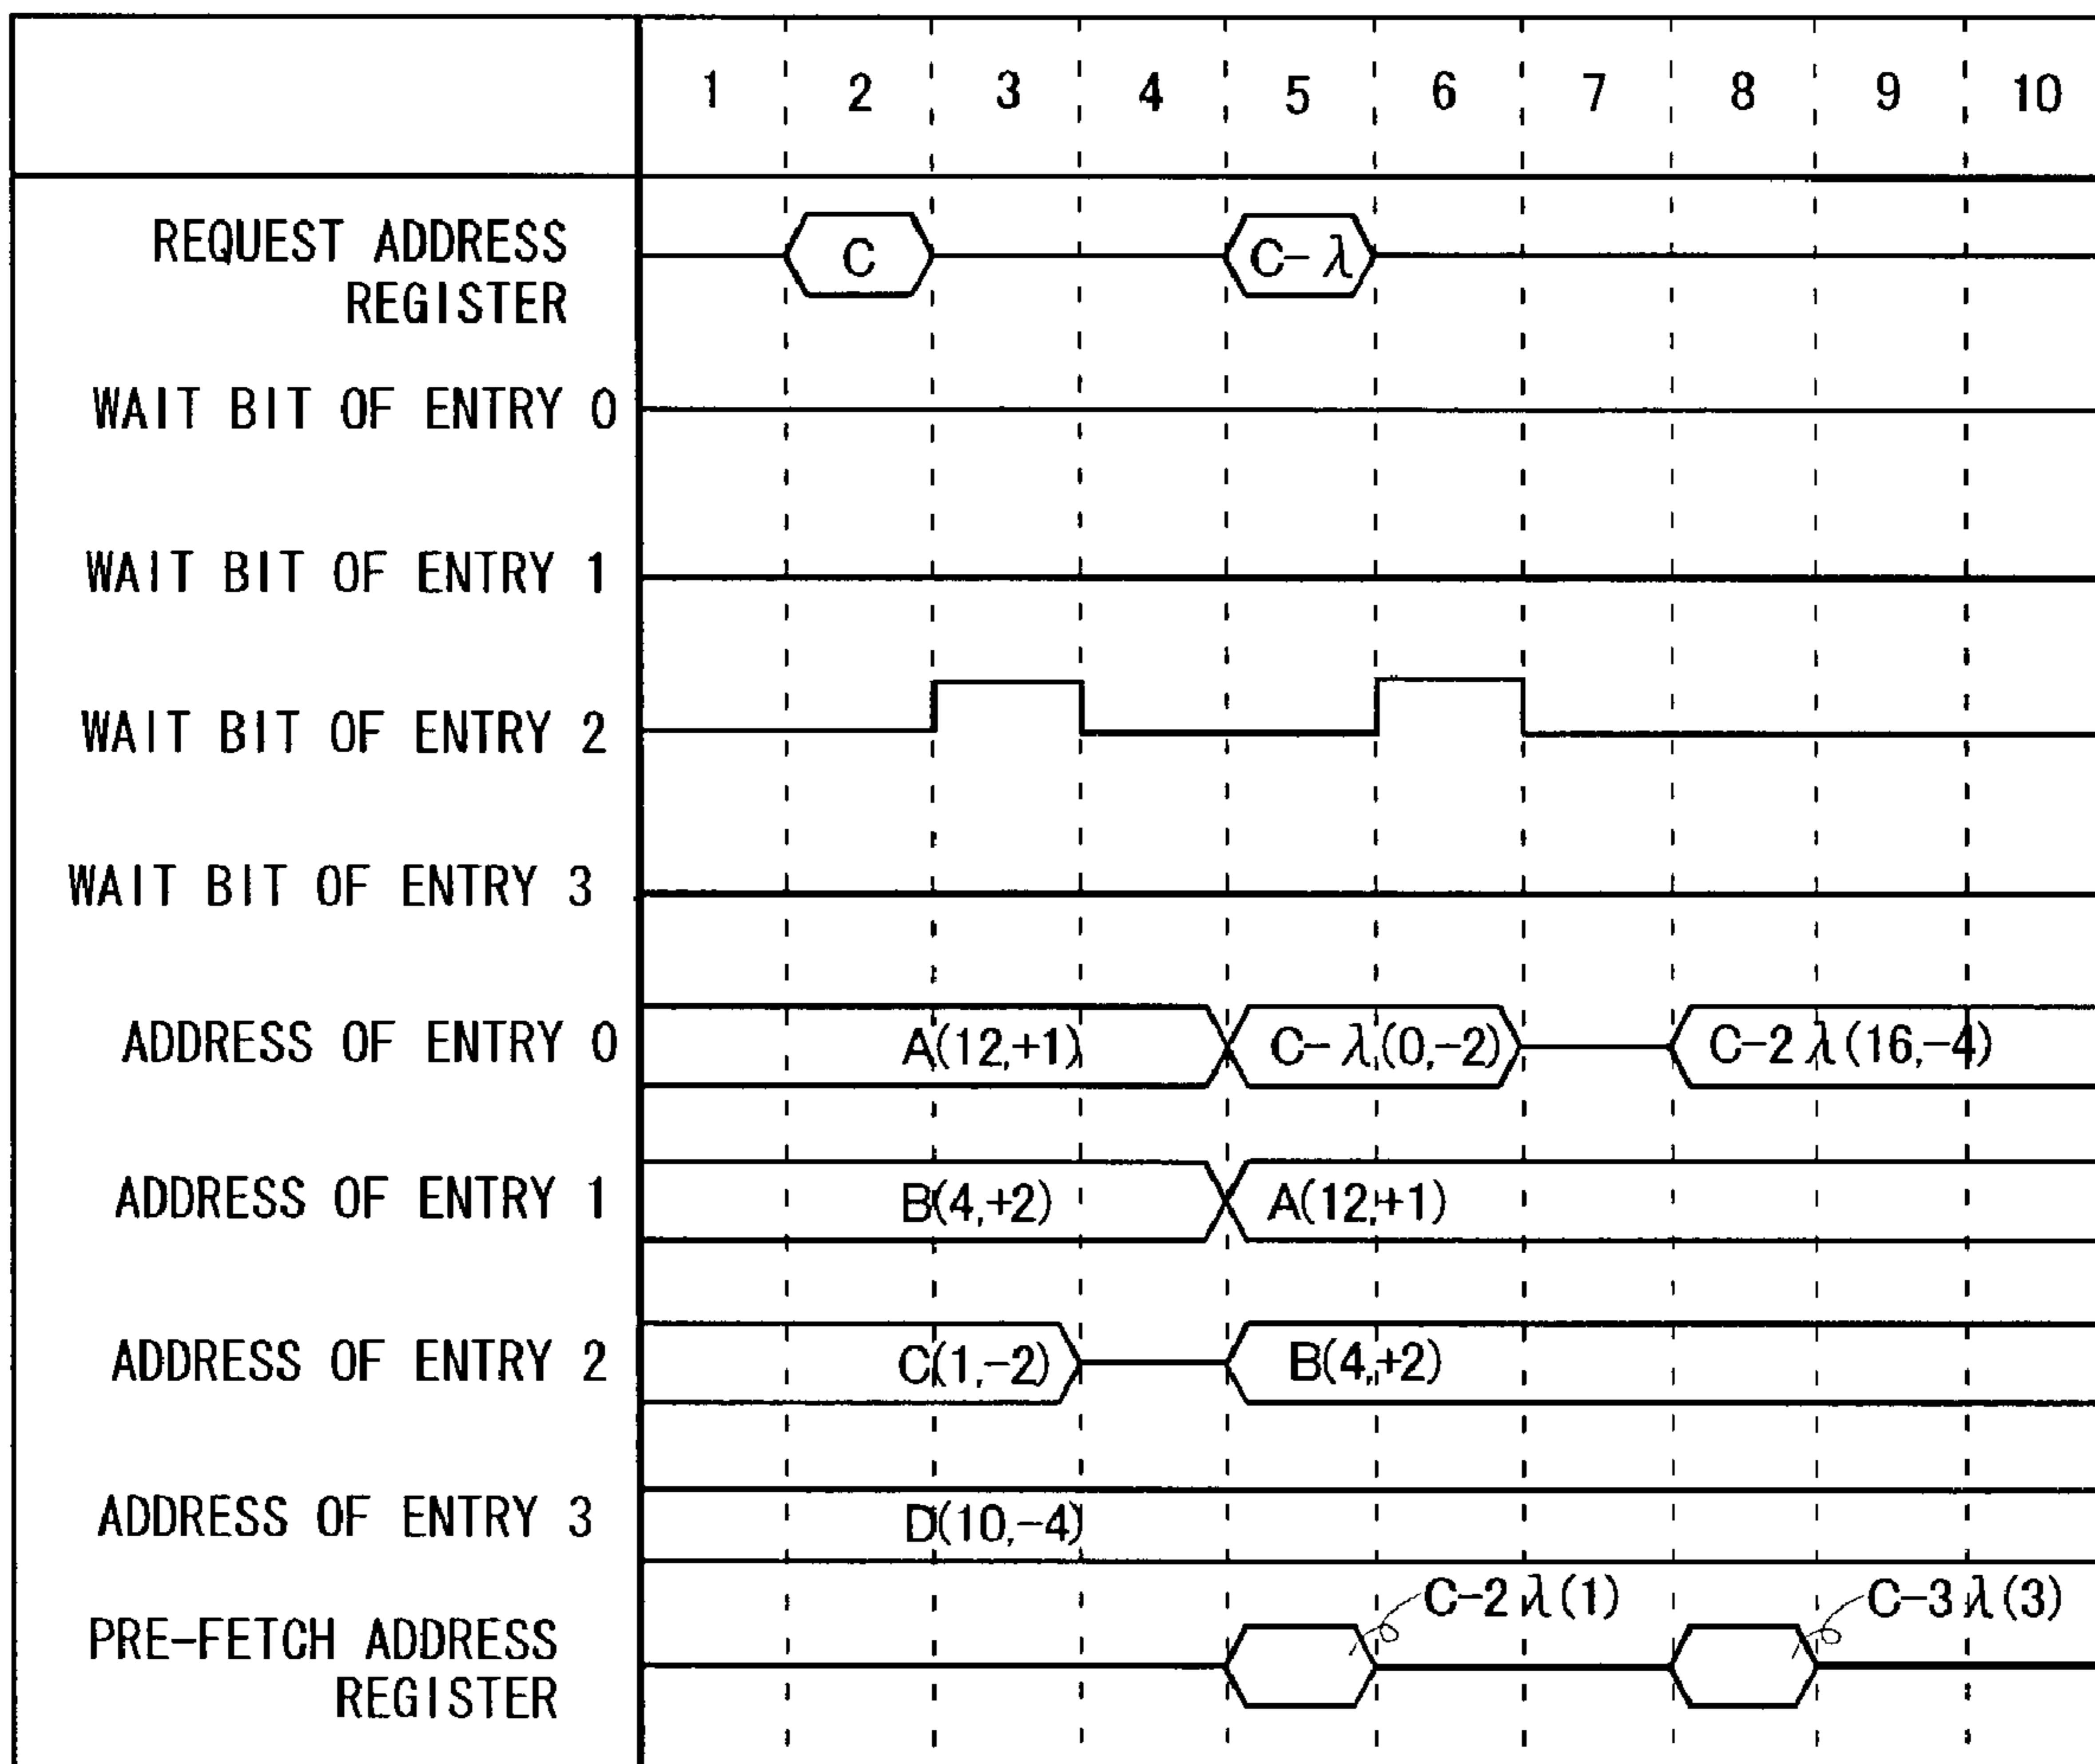 1 2 3 4 5 6 7 8 9 10
REQUEST ADDRESS
REGISTER
C C-λ
WAIT BIT OF ENTRY 0
WAIT BIT OF ENTRY 1
WAIT BIT OF ENTRY 2
WAIT BIT OF ENTRY 3
ADDRESS OF ENTRY 0 A(12,+1) C-λ(0,-2) C-2λ(16,-4)
ADDRESS OF ENTRY 1 B(4,+2) A(12,+1)
ADDRESS OF ENTRY 2 C(1,-2) B(4,+2)
ADDRESS OF ENTRY 3 D(10,-4)
C-2λ(1) C-3λ(3)
PRE-FETCH ADDRESS
REGISTER